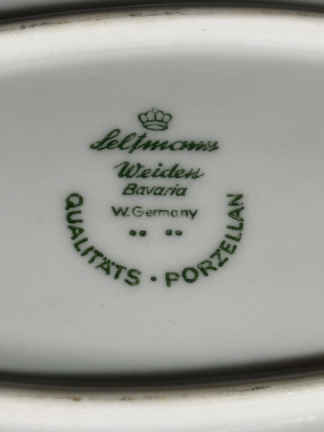 Seltmann
Weiden
Bavaria
W.Germany
QUALITÄTS · PORZELLAN